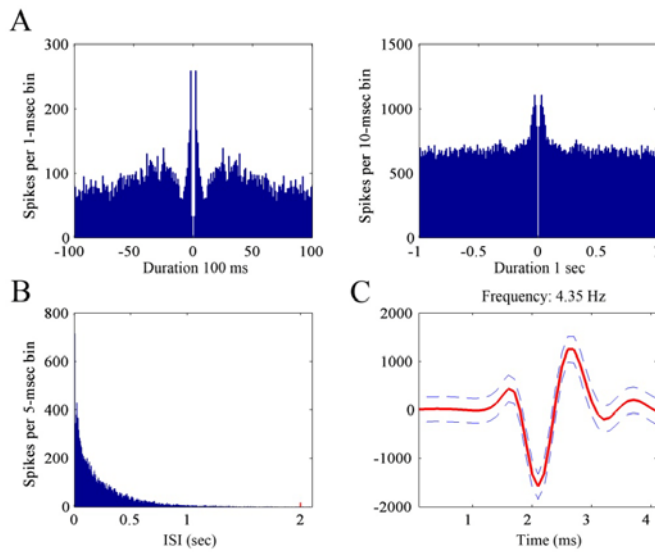 A
Spikes per 1-msec bin
300
200
100
0
-100 -50 0 50 100
Duration 100 ms
Spikes per 10-msec bin
1500
1000
500
0
-1 -0.5 0 0.5 1
Duration 1 sec
B
Spikes per 5-msec bin
800
600
400
200
0
0 0.5 1 2
ISI (sec)
C
Frequency: 4.35 Hz
1000
0
-1000
-2000
1 2 3 4
Time (ms)